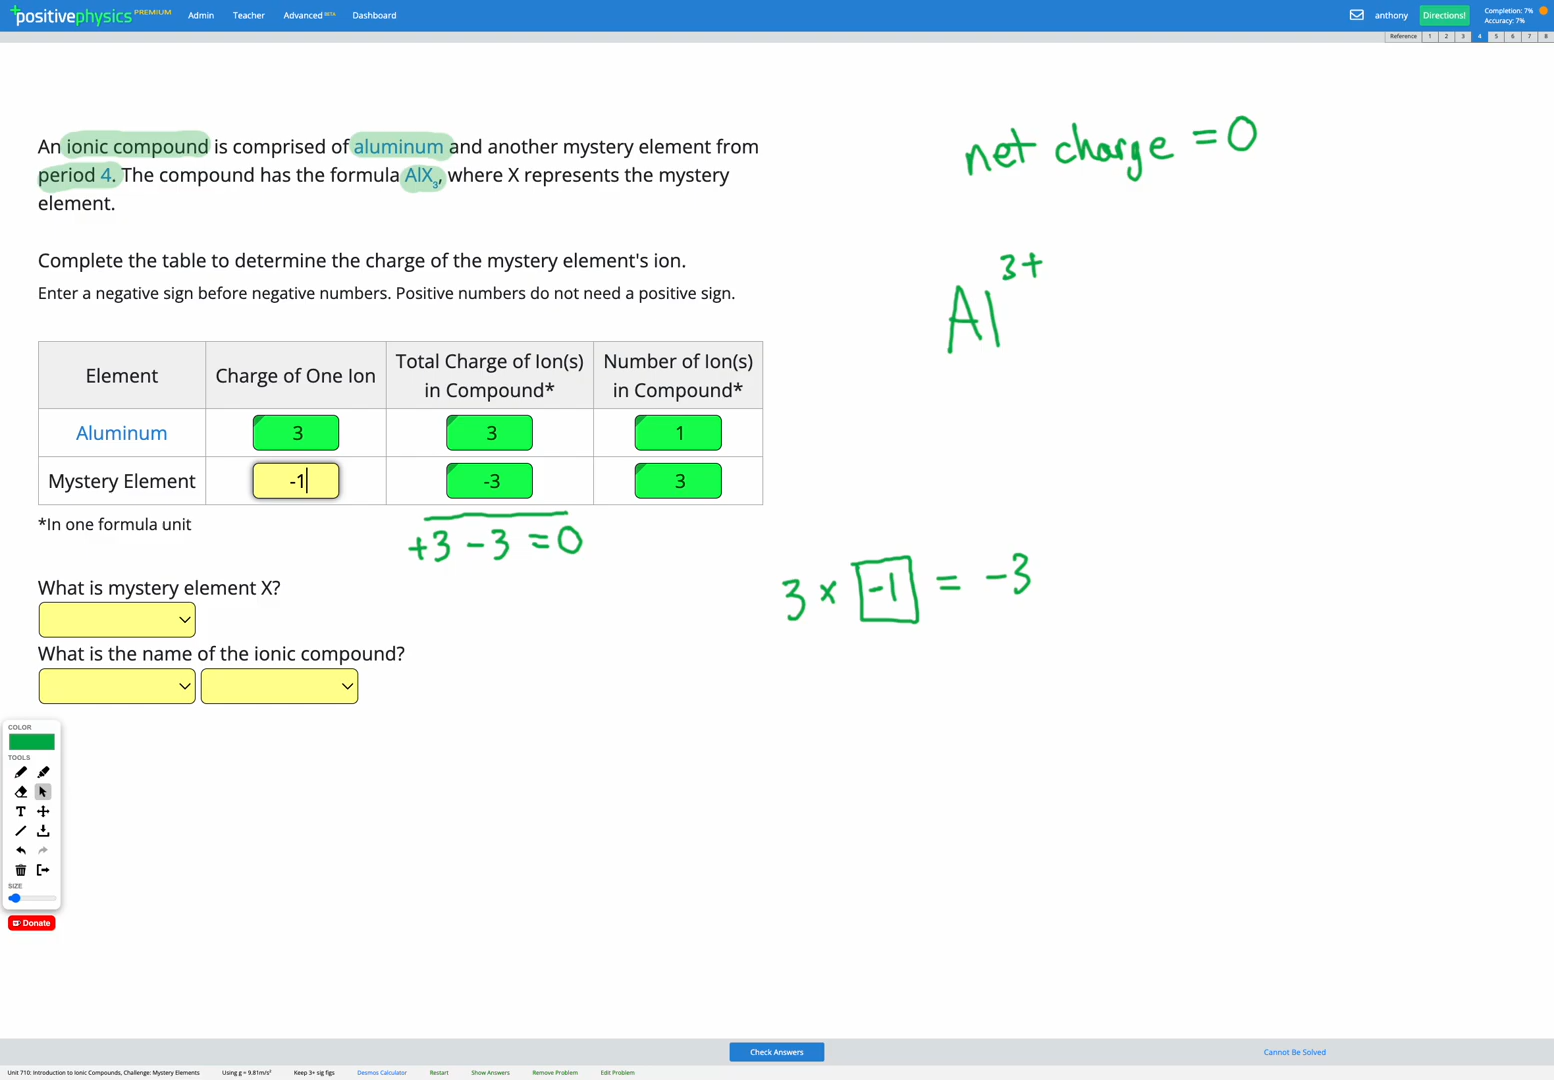 positivephysics PREMIUM Admin Teacher Advanced BETA Dashboard anthony Directions! Completion: 7%
Accuracy: 7%
Reference 1 2 3 4 5 6 7 8
An ionic compound is comprised of aluminum and another mystery element from
period 4. The compound has the formula AlX₃, where X represents the mystery
element.
net charge = 0
Al³⁺
Complete the table to determine the charge of the mystery element's ion.
Enter a negative sign before negative numbers. Positive numbers do not need a positive sign.
Element Charge of One Ion Total Charge of Ion(s) in Compound* Number of Ion(s) in Compound*
Aluminum 3 3 1
Mystery Element -1 -3 3
*In one formula unit
+3 - 3 = 0
3 × -1 = -3
What is mystery element X?
What is the name of the ionic compound?
COLOR
TOOLS
T
SIZE
Donate
Check Answers
Cannot Be Solved
Unit 710: Introduction to Ionic Compounds, Challenge: Mystery Elements Using g = 9.81m/s² Keep 3+ sig figs Desmos Calculator Restart Show Answers Remove Problem Edit Problem